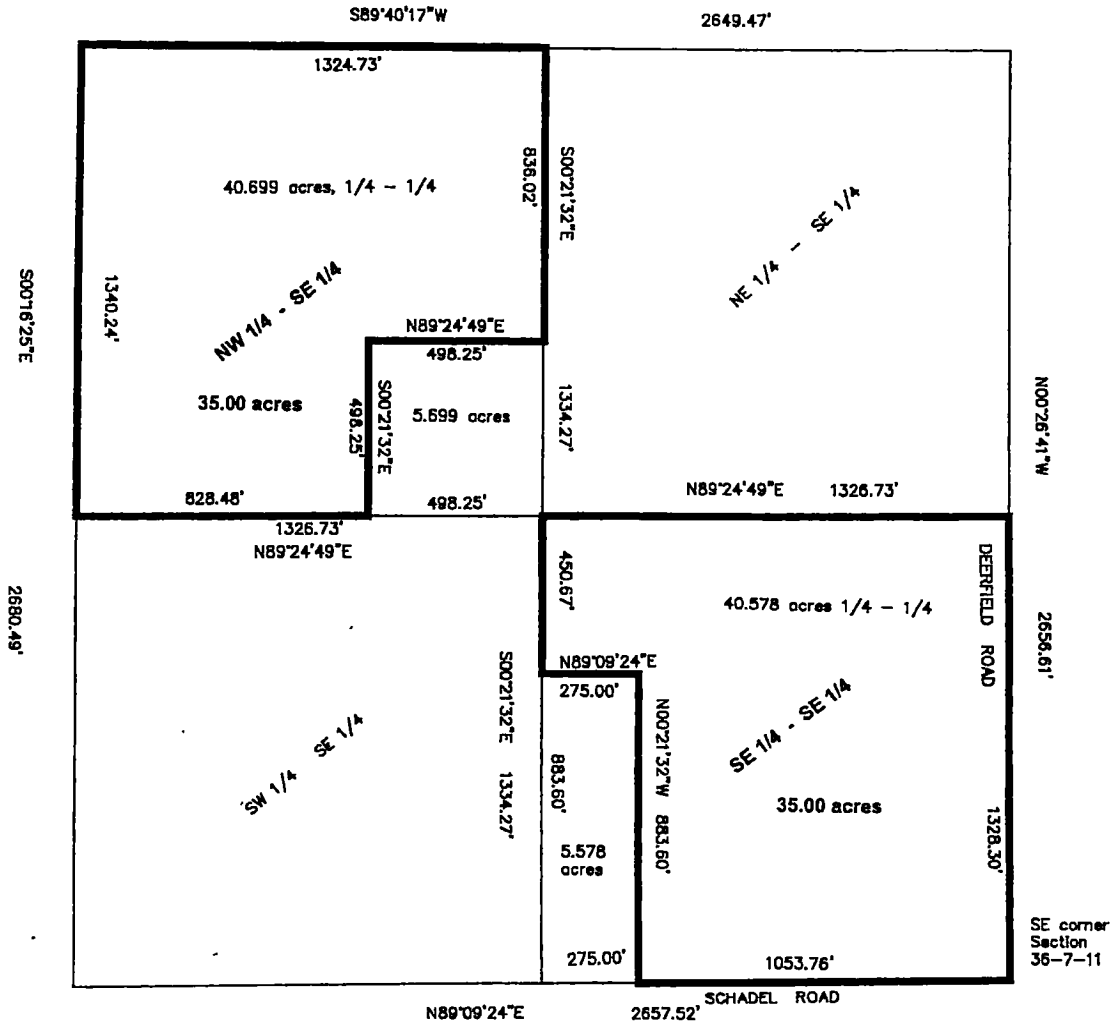 S89°40'17"W
2649.47'
1324.73'
836.02'
S00°21'32"E
40.699 acres, 1/4 - 1/4
NE 1/4 - SE 1/4
S00°16'25"E
1340.24'
NW 1/4 - SE 1/4
N89°24'49"E
498.25'
35.00 acres
498.25'
S00°21'32"E
5.699 acres
1334.27'
N00°26'41"W
828.48'
498.25'
N89°24'49"E 1326.73'
1326.73'
N89°24'49"E
2680.49'
450.67'
40.578 acres 1/4 - 1/4
DEERFIELD ROAD
2656.61'
S00°21'32"E 1334.27'
N89°09'24"E
275.00'
SW 1/4 SE 1/4
883.60'
N00°21'32"W 883.60'
SE 1/4 - SE 1/4
35.00 acres
1328.30'
5.578
acres
275.00'
1053.76'
SE corner
Section
36-7-11
SCHADEL ROAD
N89°09'24"E
2657.52'